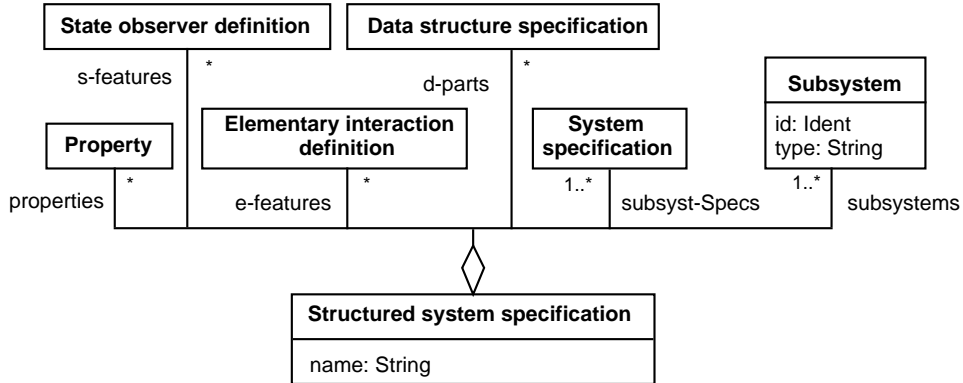 State observer definition
Data structure specification
s-features
*
d-parts
*
Subsystem
id: Ident
type: String
Property
Elementary interaction
definition
System
specification
*
*
1..*
1..*
properties
e-features
subsyst-Specs
subsystems
Structured system specification
name: String